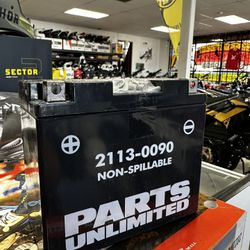 SECTOR
2113-0090
NON-SPILLABLE
PARTS
UNLIMITED